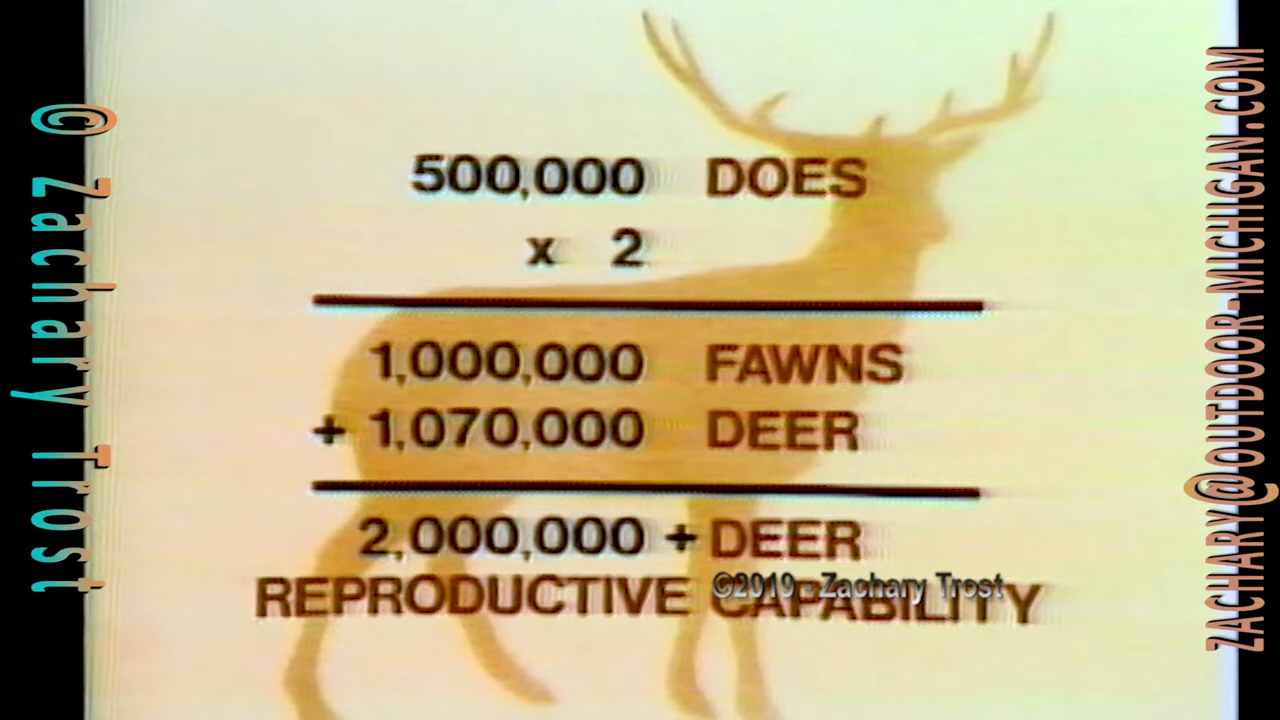 © Zachary Trost
500,000 DOES
x 2
1,000,000 FAWNS
+ 1,070,000 DEER
2,000,000 + DEER
REPRODUCTIVE CAPABILITY
©2019 - Zachary Trost
ZACHARY@OUTDOOR-MICHIGAN.COM